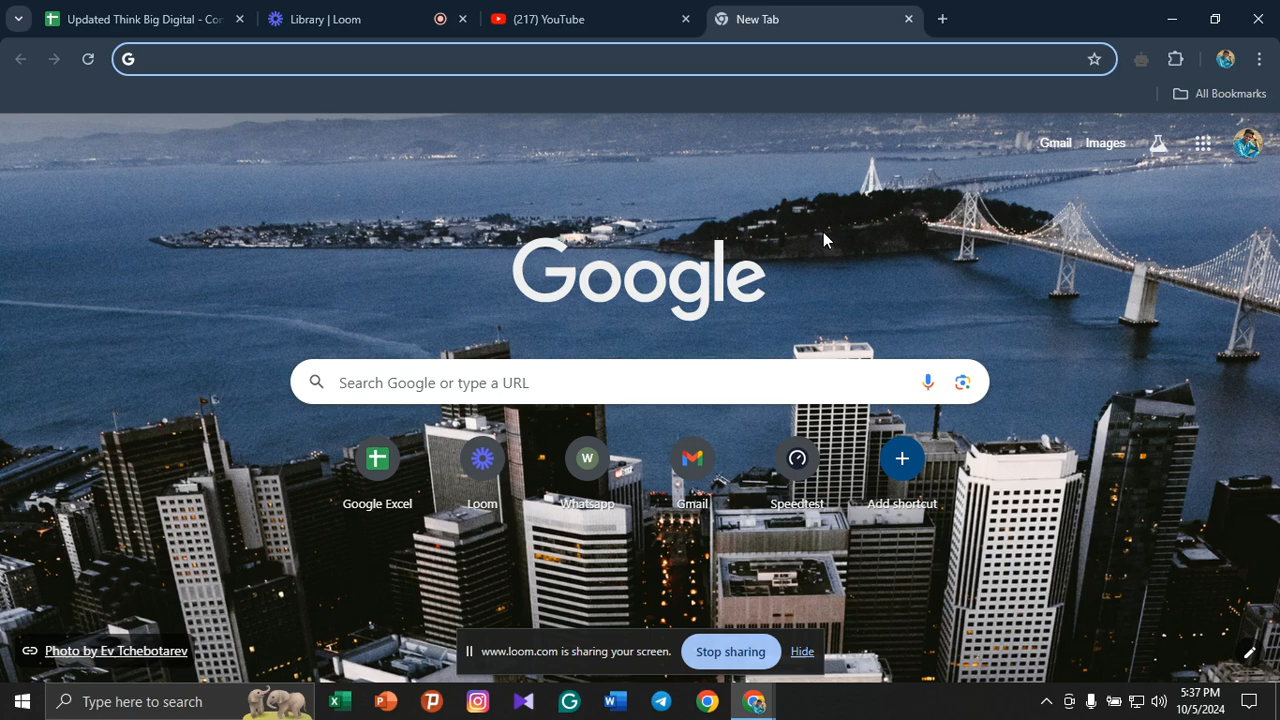 Updated Think Big Digital - Con
Library | Loom
(217) YouTube
New Tab
G
All Bookmarks
Gmail
Images
Google
Search Google or type a URL
W
Google Excel
Loom
Whatsapp
Gmail
Speedtest
Add shortcut
Photo by Ev Tchebotarev
www.loom.com is sharing your screen.
Stop sharing
Hide
Type here to search
5:37 PM
10/5/2024